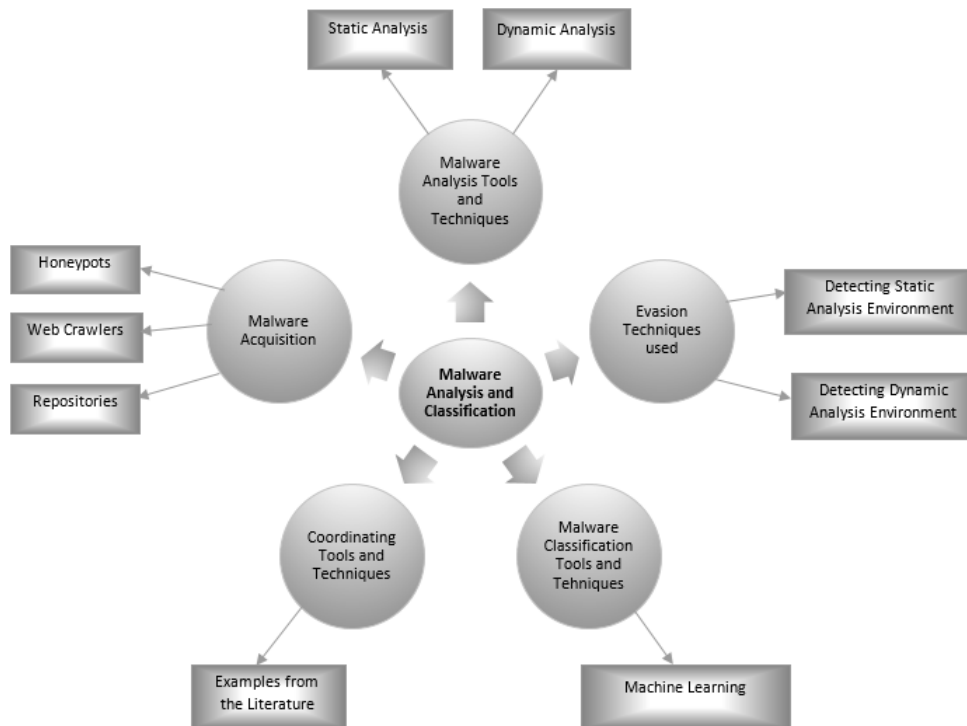 Static Analysis
Dynamic Analysis
Malware
Analysis Tools
and
Techniques
Honeypots
Web Crawlers
Repositories
Malware
Acquisition
Evasion
Techniques
used
Detecting Static
Analysis Environment
Detecting Dynamic
Analysis Environment
Malware
Analysis and
Classification
Coordinating
Tools and
Techniques
Malware
Classification
Tools and
Tehniques
Examples from
the Literature
Machine Learning